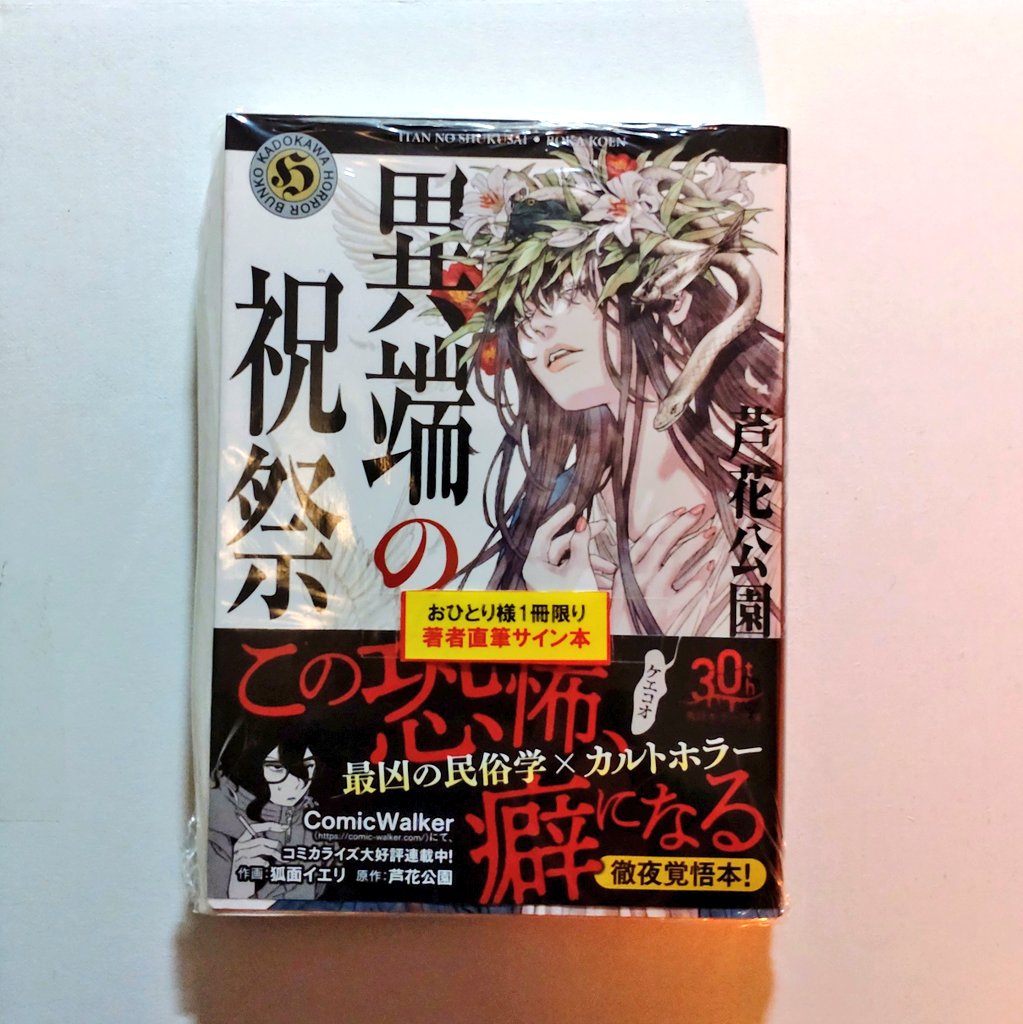 ITAN NO SHUKUSAI • ROKA KOEN
KADOKAWA HORROR BUNKO
H
異端の
祝祭
芦花公園
おひとり様1冊限り
著者直筆サイン本
この恐怖、
癖になる
ケエコオ
30th
最凶の民俗学×カルトホラー
ComicWalker
(https://comic-walker.com/)にて、
コミカライズ大好評連載中!
作画:狐面イエリ 原作:芦花公園
徹夜覚悟本!